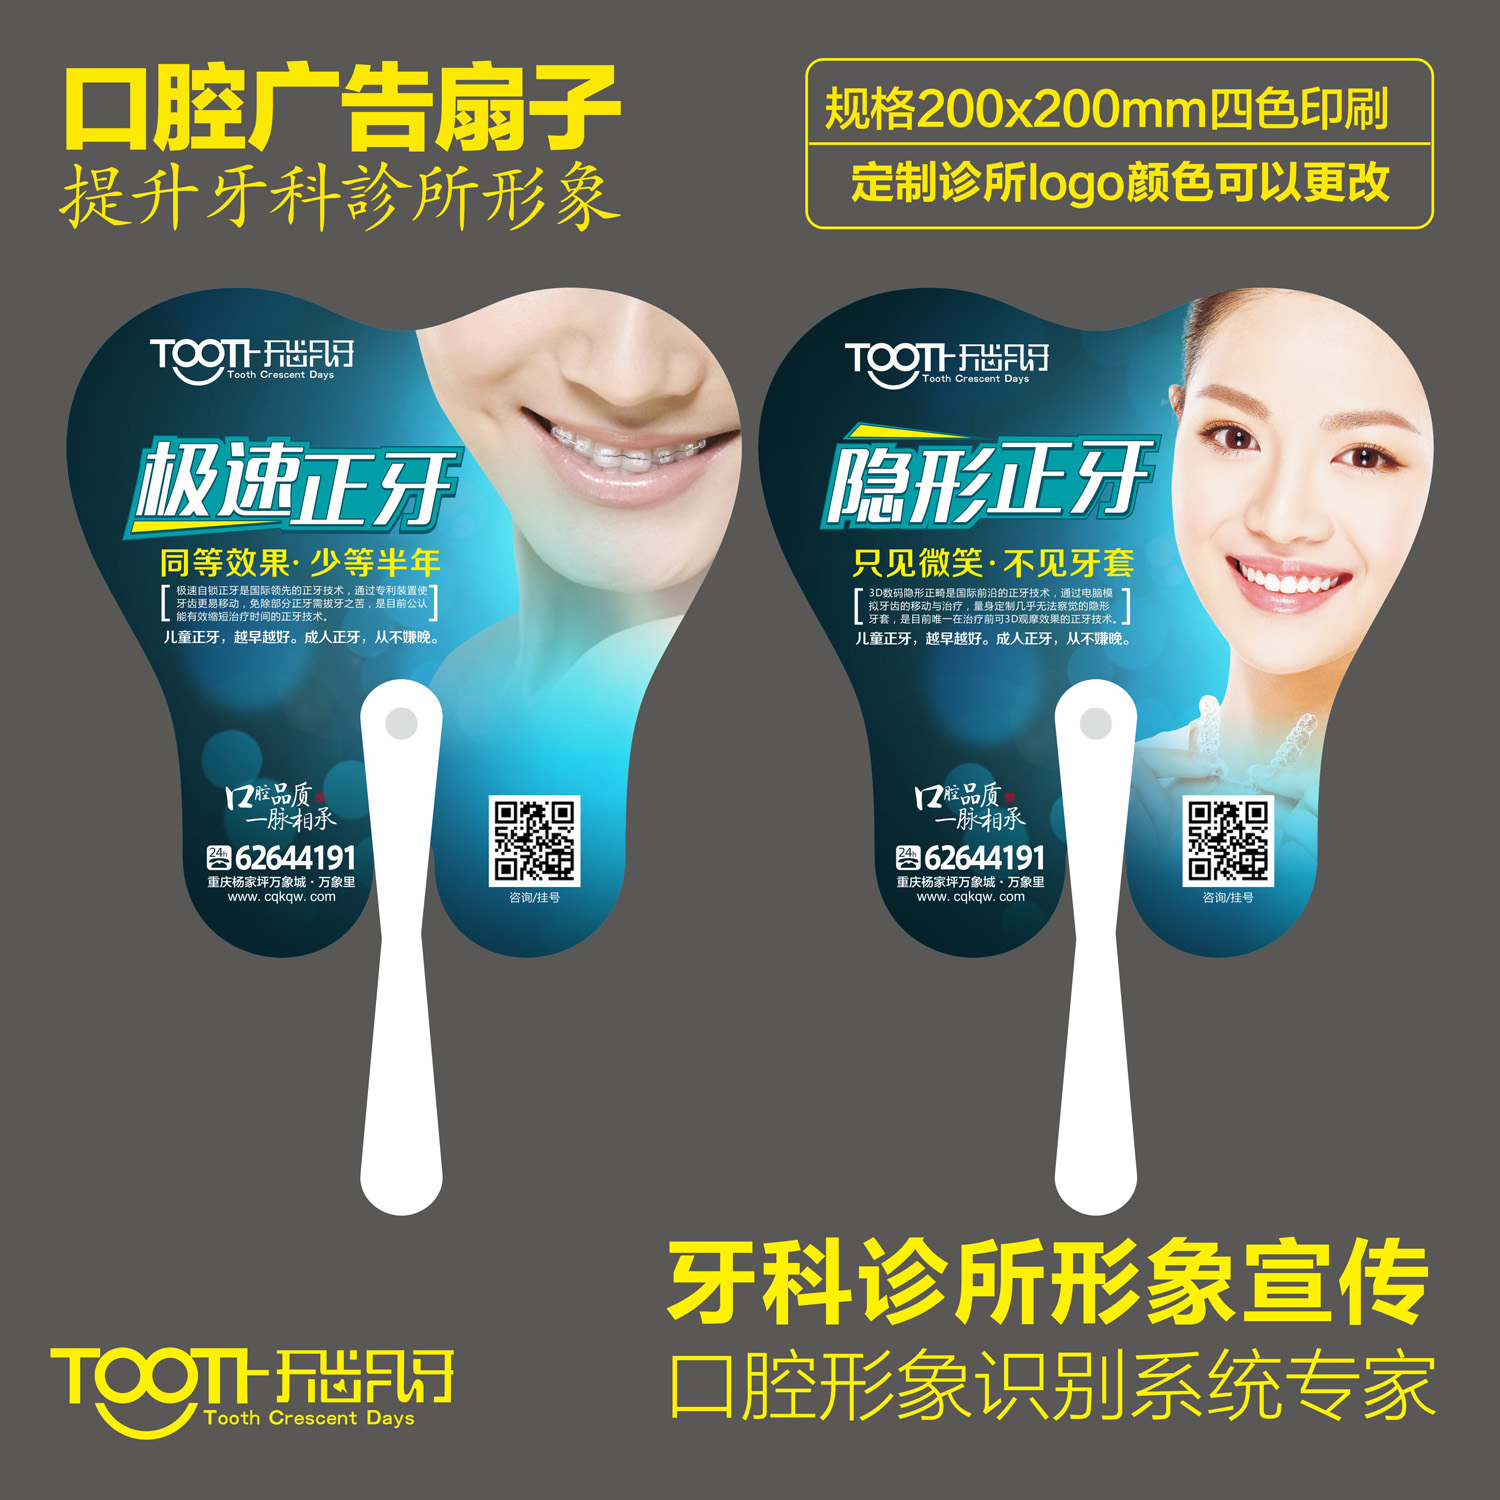 口腔广告扇子
提升牙科診所形象
规格200x200mm四色印刷
定制诊所logo颜色可以更改
TOOTH
Tooth Crescent Days
极速正牙
同等效果·少等半年
极速自锁正牙是国际领先的正牙技术，通过专利装置使
牙齿更易移动，免除部分正牙需拔牙之苦，是目前公认
能有效缩短治疗时间的正牙技术。
儿童正牙，越早越好。成人正牙，从不嫌晚。
口腔品质
一脉相承
24h 62644191
重庆杨家坪万象城·万象里
www. cqkqw. com
咨询/挂号
TOOTH
Tooth Crescent Days
隐形正牙
只见微笑·不见牙套
3D数码隐形正畸是国际前沿的正牙技术，通过电脑模
拟牙齿的移动与治疗，量身定制几乎无法察觉的隐形
牙套，是目前唯一在治疗前可3D观摩效果的正牙技术。
儿童正牙，越早越好。成人正牙，从不嫌晚。
口腔品质
一脉相承
24h 62644191
重庆杨家坪万象城·万象里
www. cqkqw. com
咨询/挂号
牙科诊所形象宣传
口腔形象识别系统专家
TOOTH
Tooth Crescent Days